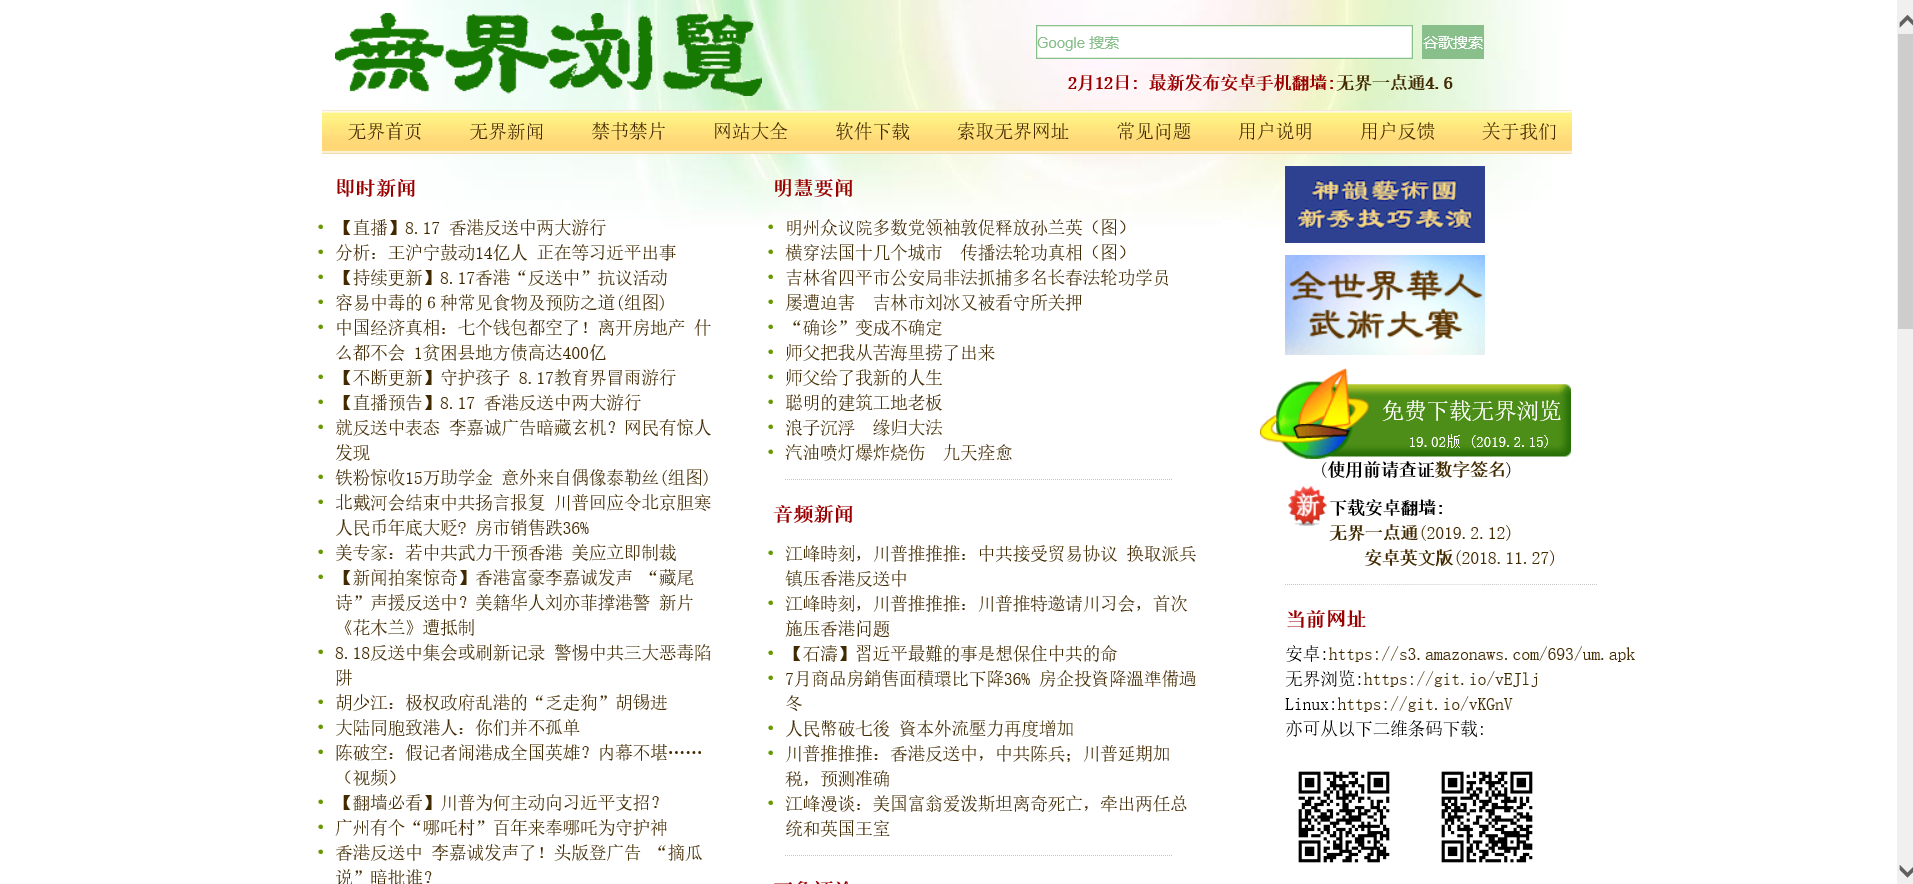 無界浏覽
Google 搜索
谷歌搜索
2月12日: 最新发布安卓手机翻墙:无界一点通4.6
无界首页 无界新闻 禁书禁片 网站大全 软件下载 索取无界网址 常见问题 用户说明 用户反馈 关于我们
即时新闻
【直播】8.17 香港反送中两大游行
分析：王沪宁鼓动14亿人 正在等习近平出事
【持续更新】8.17香港“反送中”抗议活动
容易中毒的６种常见食物及预防之道(组图)
中国经济真相：七个钱包都空了！离开房地产 什
么都不会 1贫困县地方债高达400亿
【不断更新】守护孩子 8.17教育界冒雨游行
【直播预告】8.17 香港反送中两大游行
就反送中表态 李嘉诚广告暗藏玄机？网民有惊人
发现
铁粉惊收15万助学金 意外来自偶像泰勒丝(组图)
北戴河会结束中共扬言报复 川普回应令北京胆寒
人民币年底大贬? 房市销售跌36%
美专家：若中共武力干预香港 美应立即制裁
【新闻拍案惊奇】香港富豪李嘉诚发声 “藏尾
诗”声援反送中？美籍华人刘亦菲撑港警 新片
《花木兰》遭抵制
8.18反送中集会或刷新记录 警惕中共三大恶毒陷
阱
胡少江：极权政府乱港的“乏走狗”胡锡进
大陆同胞致港人：你们并不孤单
陈破空：假记者闹港成全国英雄？内幕不堪……
（视频）
【翻墙必看】川普为何主动向习近平支招？
广州有个“哪吒村”百年来奉哪吒为守护神
香港反送中 李嘉诚发声了！头版登广告 “摘瓜
说”暗批谁？
明慧要闻
明州众议院多数党领袖敦促释放孙兰英（图）
横穿法国十几个城市　传播法轮功真相（图）
吉林省四平市公安局非法抓捕多名长春法轮功学员
屡遭迫害　吉林市刘冰又被看守所关押
“确诊”变成不确定
师父把我从苦海里捞了出来
师父给了我新的人生
聪明的建筑工地老板
浪子沉浮　缘归大法
汽油喷灯爆炸烧伤　九天痊愈
音频新闻
江峰時刻，川普推推推：中共接受贸易协议 换取派兵
镇压香港反送中
江峰時刻，川普推推推：川普推特邀请川习会，首次
施压香港问题
【石濤】習近平最難的事是想保住中共的命
7月商品房銷售面積環比下降36% 房企投資降溫準備過
冬
人民幣破七後 資本外流壓力再度增加
川普推推推：香港反送中，中共陈兵；川普延期加
税，预测准确
江峰漫谈：美国富翁爱泼斯坦离奇死亡，牵出两任总
统和英国王室
神韻藝術團
新秀技巧表演
全世界華人
武術大賽
免费下载无界浏览
19.02版 (2019.2.15)
(使用前请查证数字签名)
新
下载安卓翻墙:
无界一点通(2019.2.12)
安卓英文版(2018.11.27)
当前网址
安卓:https://s3.amazonaws.com/693/um.apk
无界浏览:https://git.io/vEJlj
Linux:https://git.io/vKGnV
亦可从以下二维条码下载: